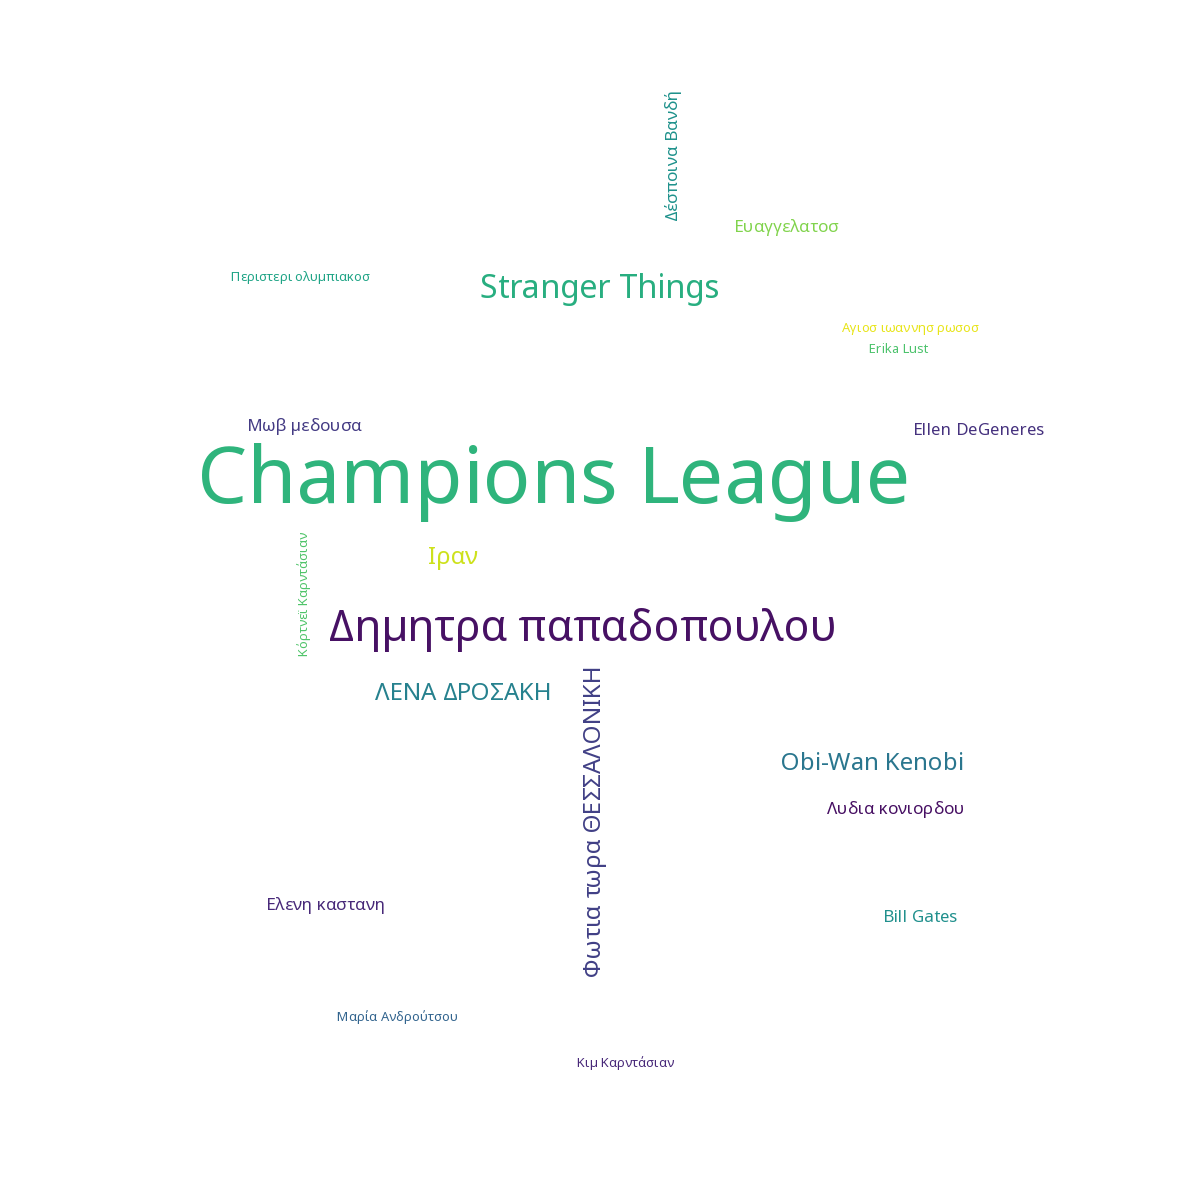 Δέσποινα Βανδή
Ευαγγελατοσ
Περιστερι ολυμπιακοσ
Stranger Things
Αγιοσ ιωαννησ ρωσοσ
Erika Lust
Μωβ μεδουσα
Ellen DeGeneres
Champions League
Κόρτνεϊ Καρντάσιαν
Ιραν
Δημητρα παπαδοπουλου
ΛΕΝΑ ΔΡΟΣΑΚΗ
Φωτια τωρα ΘΕΣΣΑΛΟΝΙΚΗ
Obi-Wan Kenobi
Λυδια κονιορδου
Ελενη καστανη
Bill Gates
Μαρία Ανδρούτσου
Κιμ Καρντάσιαν